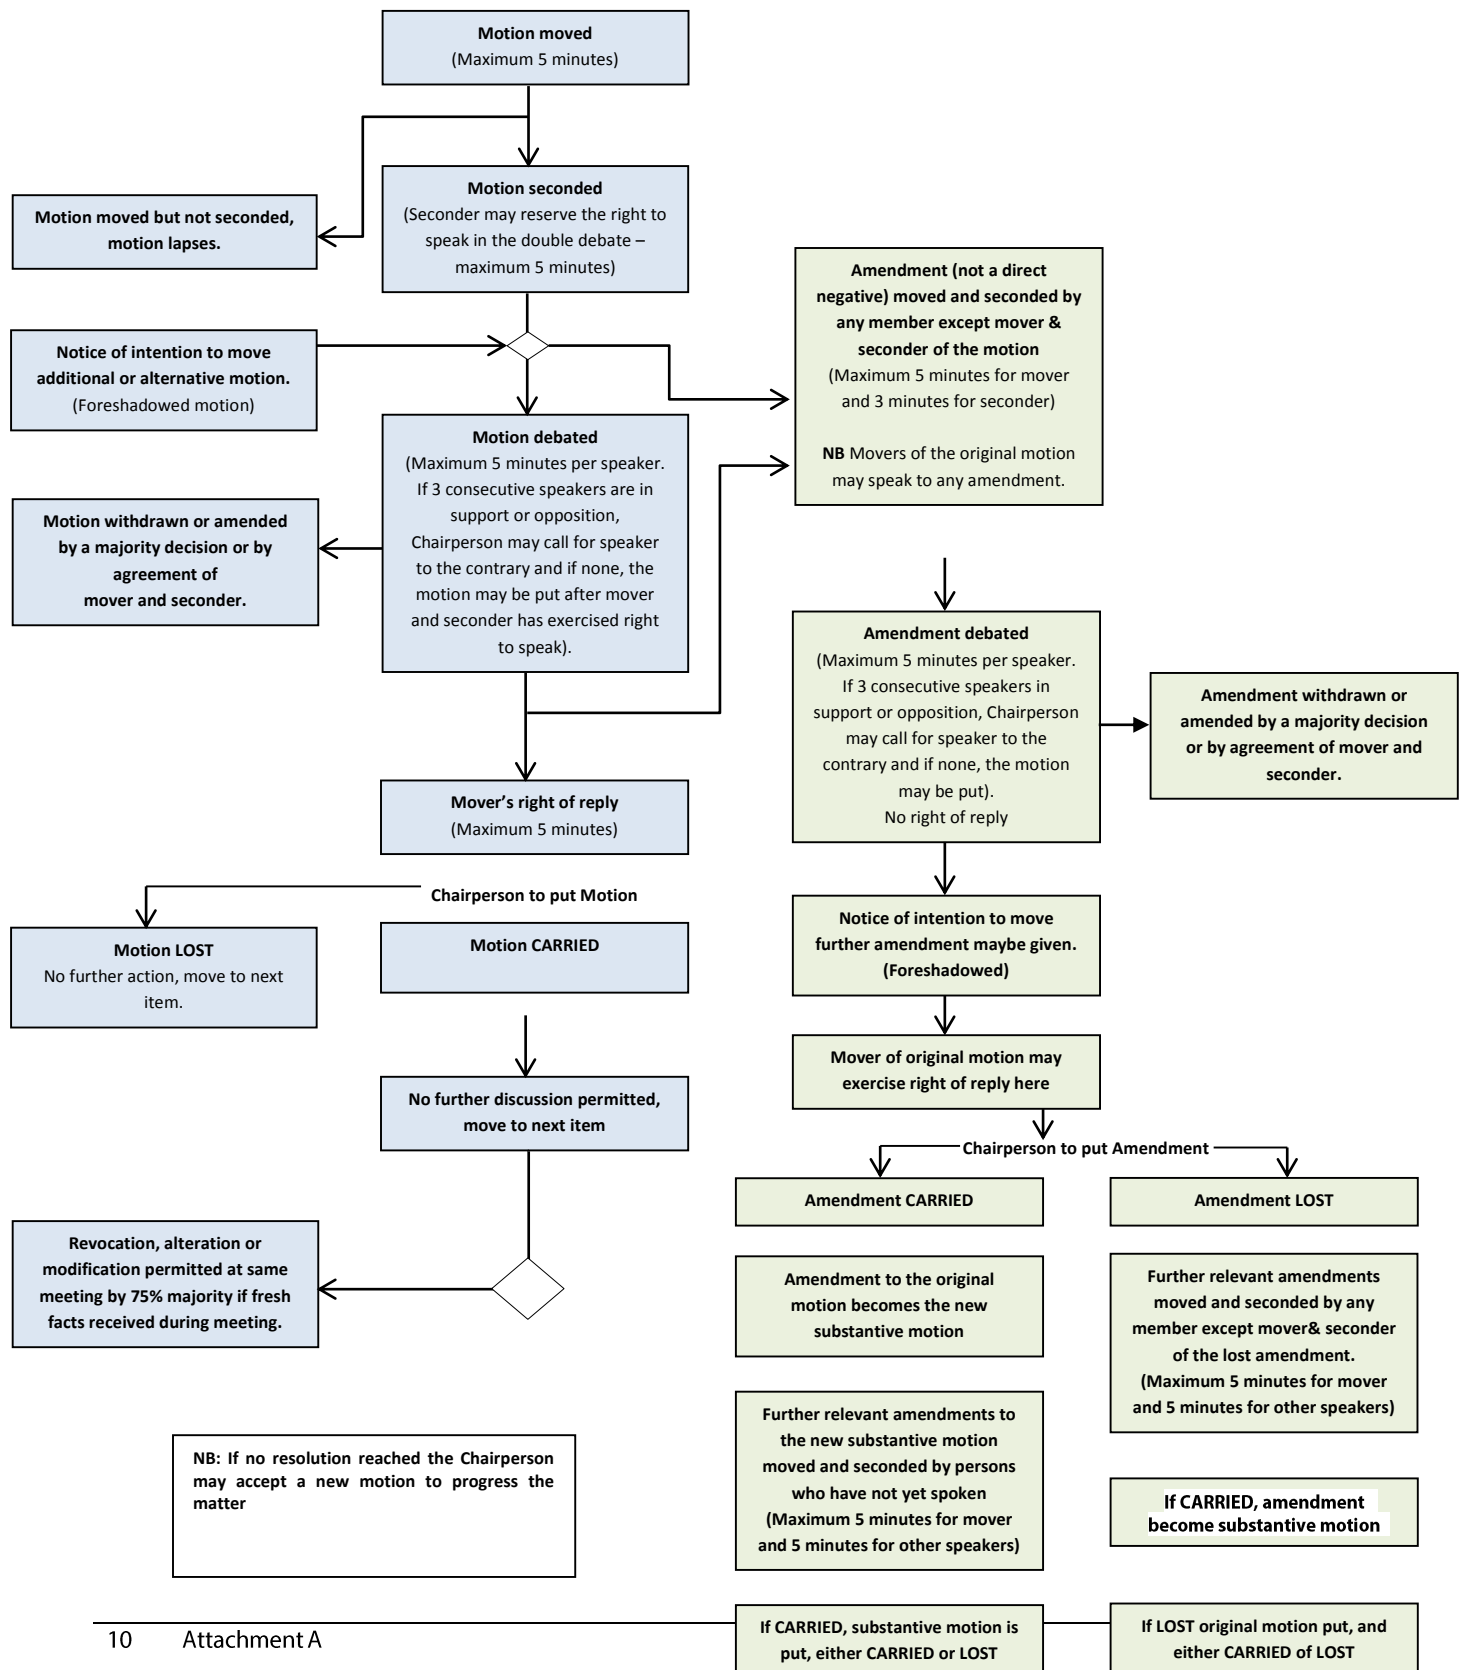 Motion moved
(Maximum 5 minutes)
Motion seconded
(Seconder may reserve the right to
speak in the double debate –
maximum 5 minutes)
Motion moved but not seconded,
motion lapses.
Notice of intention to move
additional or alternative motion.
(Foreshadowed motion)
Amendment (not a direct
negative) moved and seconded by
any member except mover &
seconder of the motion
(Maximum 5 minutes for mover
and 3 minutes for seconder)
NB Movers of the original motion
may speak to any amendment.
Motion debated
(Maximum 5 minutes per speaker.
If 3 consecutive speakers are in
support or opposition,
Chairperson may call for speaker
to the contrary and if none, the
motion may be put after mover
and seconder has exercised right
to speak).
Motion withdrawn or amended
by a majority decision or by
agreement of
mover and seconder.
Amendment debated
(Maximum 5 minutes per speaker.
If 3 consecutive speakers in
support or opposition, Chairperson
may call for speaker to the
contrary and if none, the motion
may be put).
No right of reply
Amendment withdrawn or
amended by a majority decision
or by agreement of mover and
seconder.
Mover's right of reply
(Maximum 5 minutes)
Chairperson to put Motion
Motion LOST
No further action, move to next
item.
Motion CARRIED
Notice of intention to move
further amendment maybe given.
(Foreshadowed)
Mover of original motion may
exercise right of reply here
No further discussion permitted,
move to next item
Chairperson to put Amendment
Amendment CARRIED
Amendment LOST
Revocation, alteration or
modification permitted at same
meeting by 75% majority if fresh
facts received during meeting.
Amendment to the original
motion becomes the new
substantive motion
Further relevant amendments
moved and seconded by any
member except mover& seconder
of the lost amendment.
(Maximum 5 minutes for mover
and 5 minutes for other speakers)
Further relevant amendments to
the new substantive motion
moved and seconded by persons
who have not yet spoken
(Maximum 5 minutes for mover
and 5 minutes for other speakers)
NB: If no resolution reached the Chairperson
may accept a new motion to progress the
matter
If CARRIED, amendment
become substantive motion
If CARRIED, substantive motion is
put, either CARRIED or LOST
If LOST original motion put, and
either CARRIED of LOST
10 Attachment A